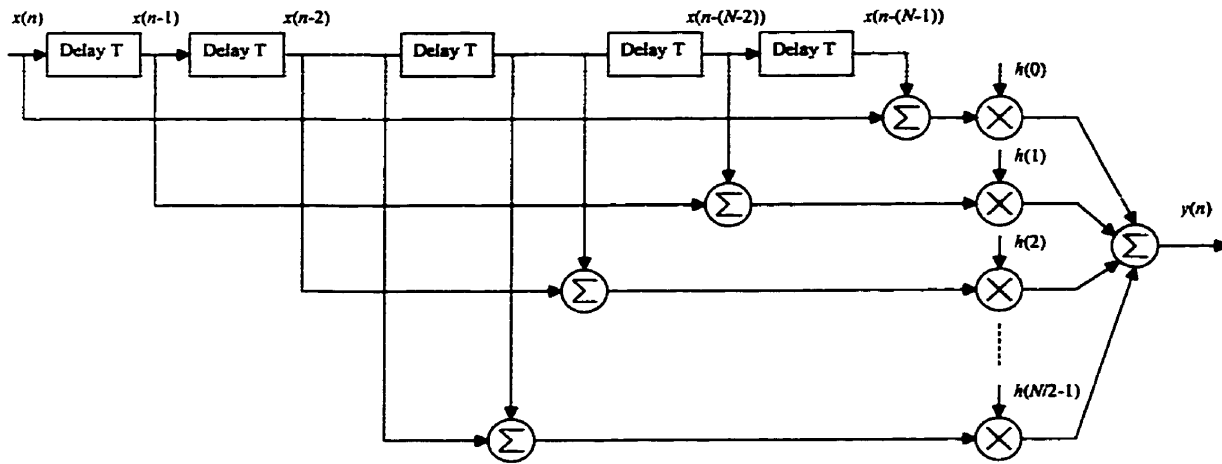 x(n) x(n-1) x(n-2) x(n-(N-2)) x(n-(N-1))
Delay T Delay T Delay T Delay T Delay T
h(0)
Σ
h(1)
Σ
y(n)
h(2)
Σ
Σ
h(N/2-1)
Σ